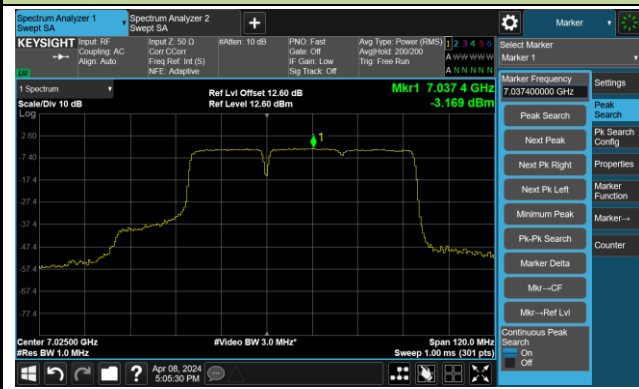 Spectrum Analyzer 1
Swept SA
Spectrum Analyzer 2
Swept SA
Marker
KEYSIGHT
Input: RF
Coupling: AC
Align: Auto
Input Z: 50 Ω
Corr CCorr
Freq Ref: Int (S)
NFE: Adaptive
#Atten: 10 dB
PNO: Fast
Gate: Off
IF Gain: Low
Sig Track: Off
Avg Type: Power (RMS)
Avg|Hold: 200/200
Trig: Free Run
1 2 3 4 5 6
A W W W W W
A N N N N N
LXI
Select Marker
Marker 1
1 Spectrum
Scale/Div 10 dB
Log
Ref Lvl Offset 12.60 dB
Ref Level 12.60 dBm
Mkr1 7.037 4 GHz
-3.169 dBm
2.60
-7.40
-17.4
-27.4
-37.4
-47.4
-57.4
-67.4
-77.4
1
Center 7.02500 GHz
#Res BW 1.0 MHz
#Video BW 3.0 MHz*
Span 120.0 MHz
Sweep 1.00 ms (301 pts)
Marker Frequency
7.037400000 GHz
Peak Search
Next Peak
Next Pk Right
Next Pk Left
Minimum Peak
Pk-Pk Search
Marker Delta
Mkr→CF
Mkr→Ref Lvl
Continuous Peak
Search
On
Off
Settings
Peak
Search
Pk Search
Config
Properties
Marker
Function
Marker→
Counter
?
Apr 08, 2024
5:05:30 PM